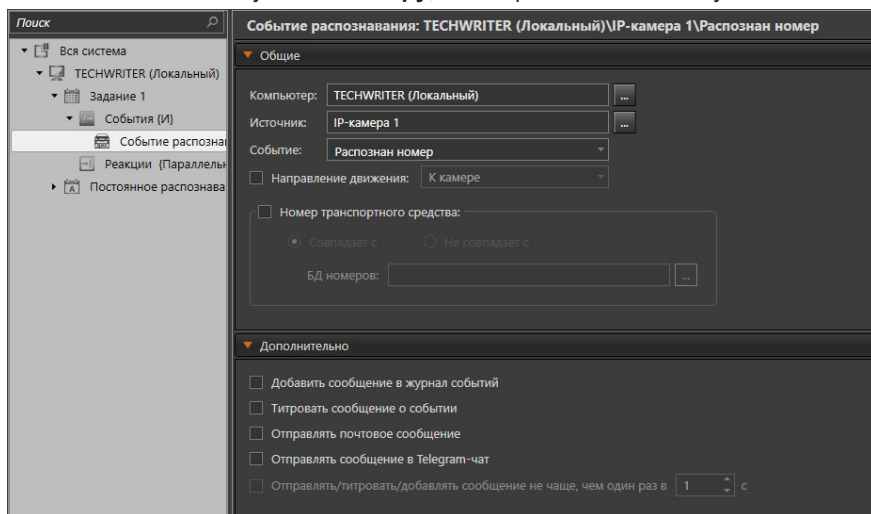 Поиск
Вся система
TECHWRITER (Локальный)
Задание 1
События {И}
Событие распозна
Реакции {Параллель
Постоянное распознава
Событие распознавания: TECHWRITER (Локальный)\IP-камера 1\Распознан номер
Общие
Компьютер: TECHWRITER (Локальный) ...
Источник: IP-камера 1 ...
Событие: Распознан номер
Направление движения: К камере
Номер транспортного средства:
Совпадает с Не совпадает с
БД номеров: ...
Дополнительно
Добавить сообщение в журнал событий
Титровать сообщение о событии
Отправлять почтовое сообщение
Отправлять сообщение в Telegram-чат
Отправлять/титровать/добавлять сообщение не чаще, чем один раз в 1 с